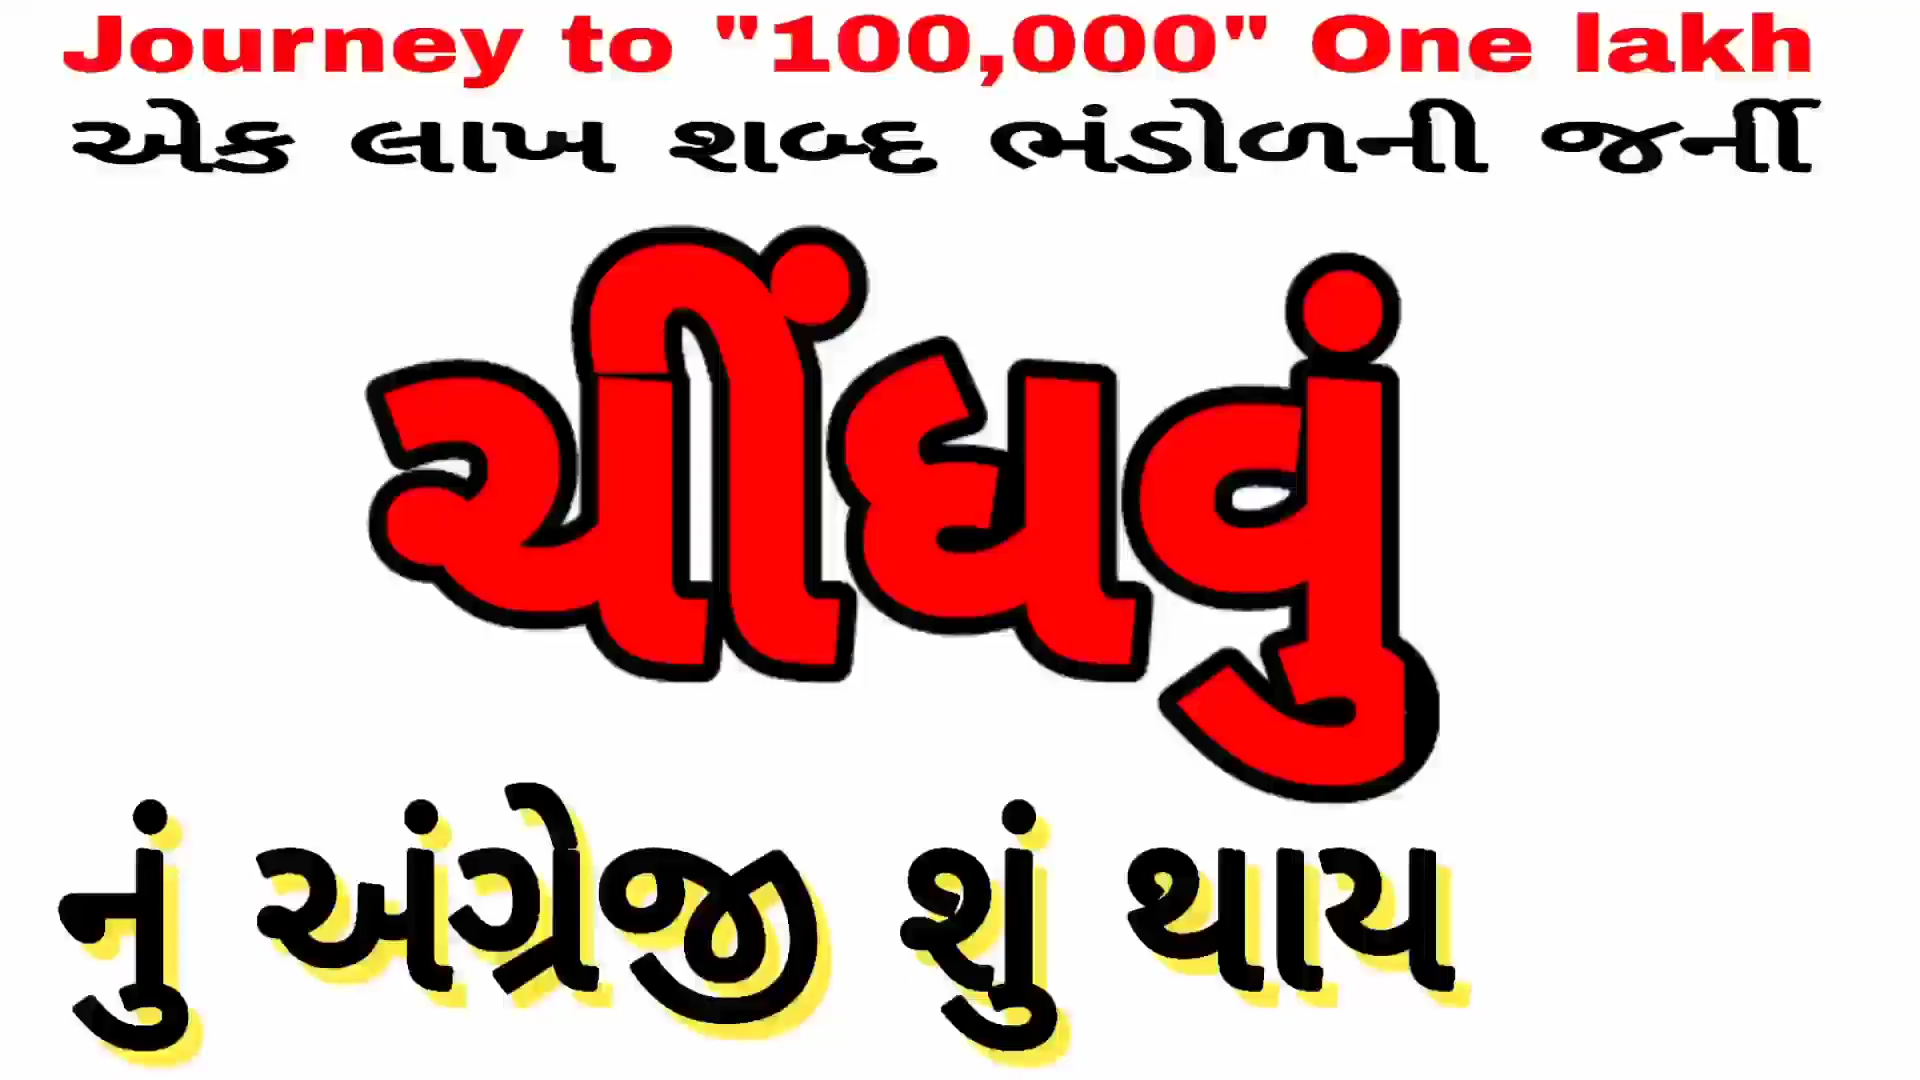 Journey to "100,000" One lakh
એક લાખ શબ્દ ભંડોળની જર્ની
ચીંધવું
નું અંગ્રેજી શું થાય